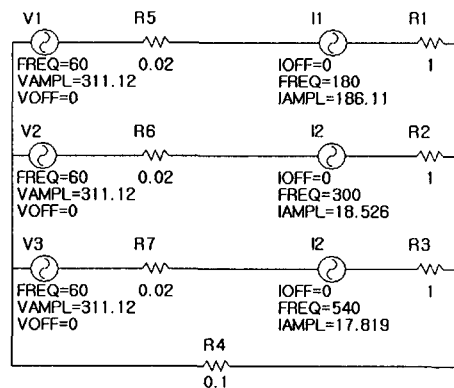 V1 R5 I1 R1
FREQ=60 0.02 IOFF=0 1
VAMPL=311.12 FREQ=180
VOFF=0 IAMPL=186.11
V2 R6 I2 R2
FREQ=60 0.02 IOFF=0 1
VAMPL=311.12 FREQ=300
VOFF=0 IAMPL=18.526
V3 R7 I2 R3
FREQ=60 0.02 IOFF=0 1
VAMPL=311.12 FREQ=540
VOFF=0 IAMPL=17.819
R4
0.1